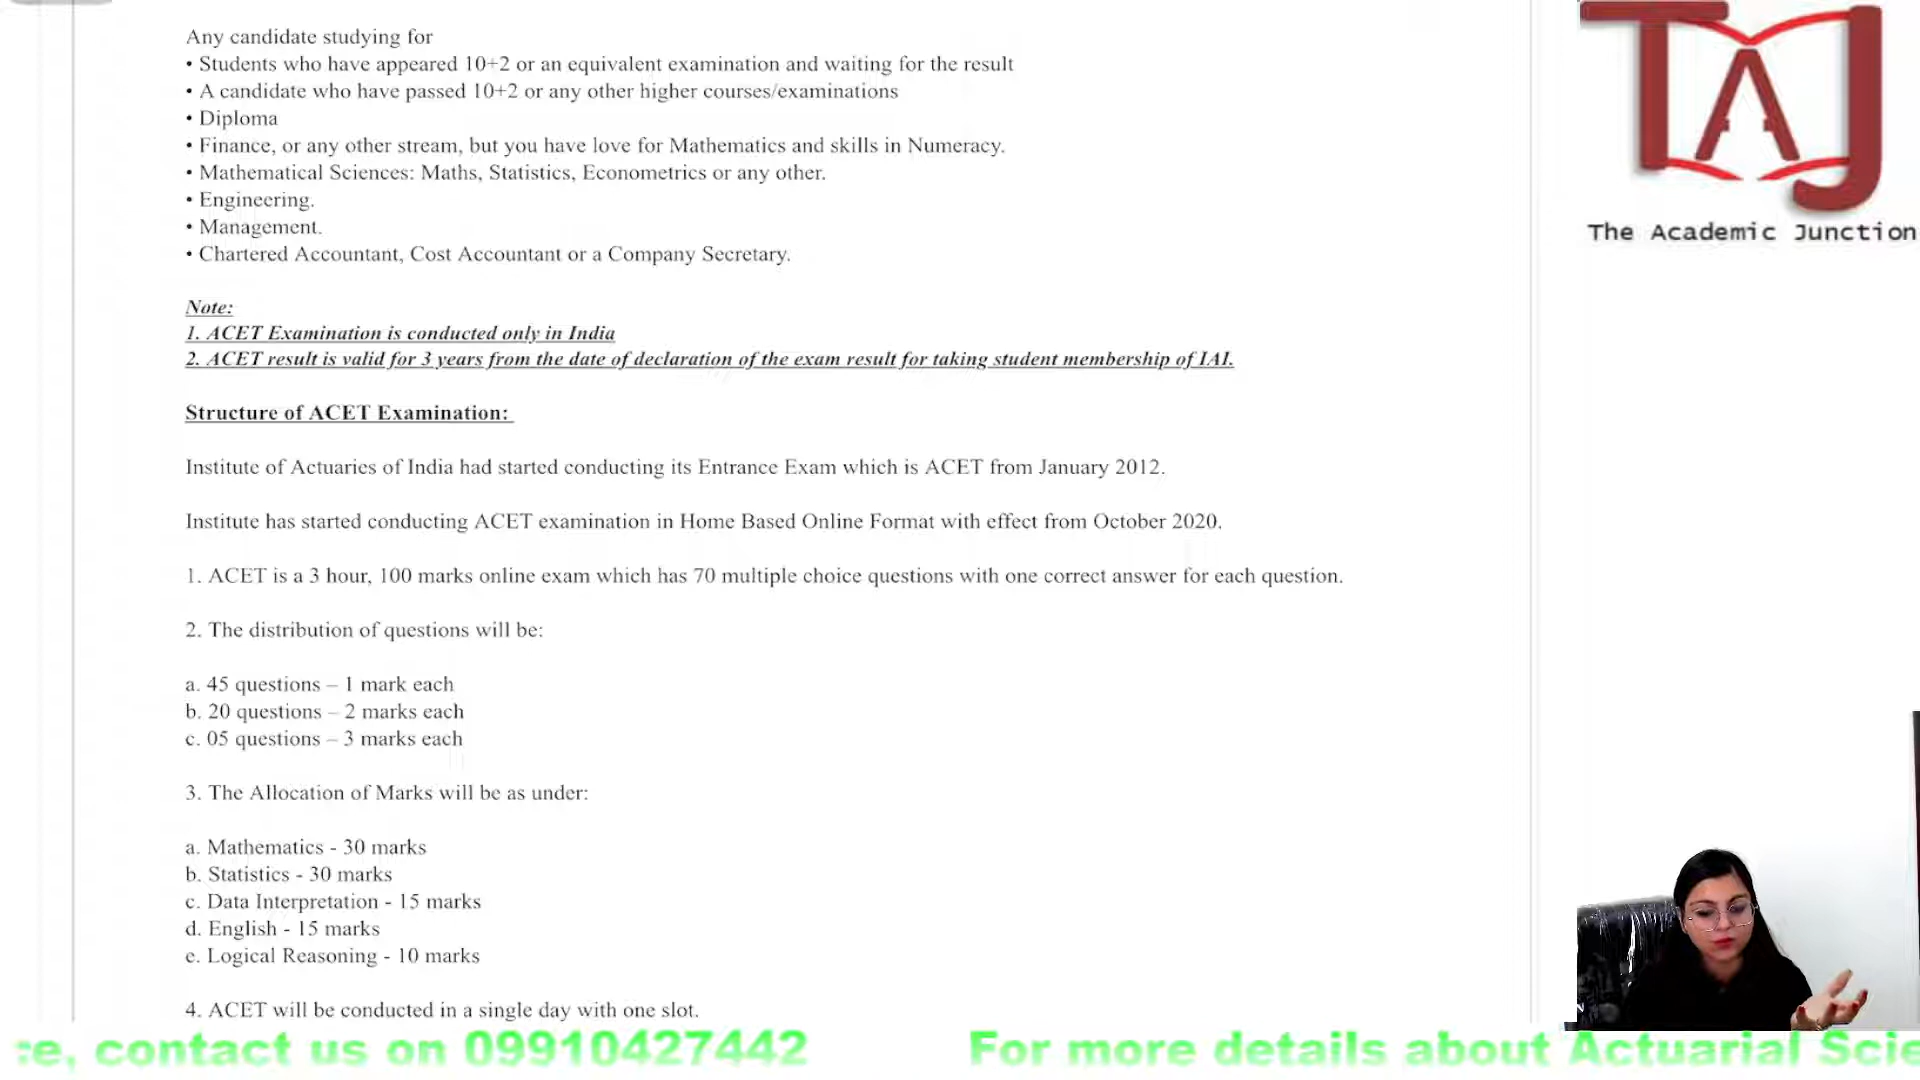 Any candidate studying for
• Students who have appeared 10+2 or an equivalent examination and waiting for the result
• A candidate who have passed 10+2 or any other higher courses/examinations
• Diploma
• Finance, or any other stream, but you have love for Mathematics and skills in Numeracy.
• Mathematical Sciences: Maths, Statistics, Econometrics or any other.
• Engineering.
• Management.
• Chartered Accountant, Cost Accountant or a Company Secretary.
Note:
1. ACET Examination is conducted only in India
2. ACET result is valid for 3 years from the date of declaration of the exam result for taking student membership of IAI.
Structure of ACET Examination:
Institute of Actuaries of India had started conducting its Entrance Exam which is ACET from January 2012.
Institute has started conducting ACET examination in Home Based Online Format with effect from October 2020.
1. ACET is a 3 hour, 100 marks online exam which has 70 multiple choice questions with one correct answer for each question.
2. The distribution of questions will be:
a. 45 questions – 1 mark each
b. 20 questions – 2 marks each
c. 05 questions – 3 marks each
3. The Allocation of Marks will be as under:
a. Mathematics - 30 marks
b. Statistics - 30 marks
c. Data Interpretation - 15 marks
d. English - 15 marks
e. Logical Reasoning - 10 marks
4. ACET will be conducted in a single day with one slot.
TAJ
The Academic Junction
ce, contact us on 09910427442 For more details about Actuarial Scie